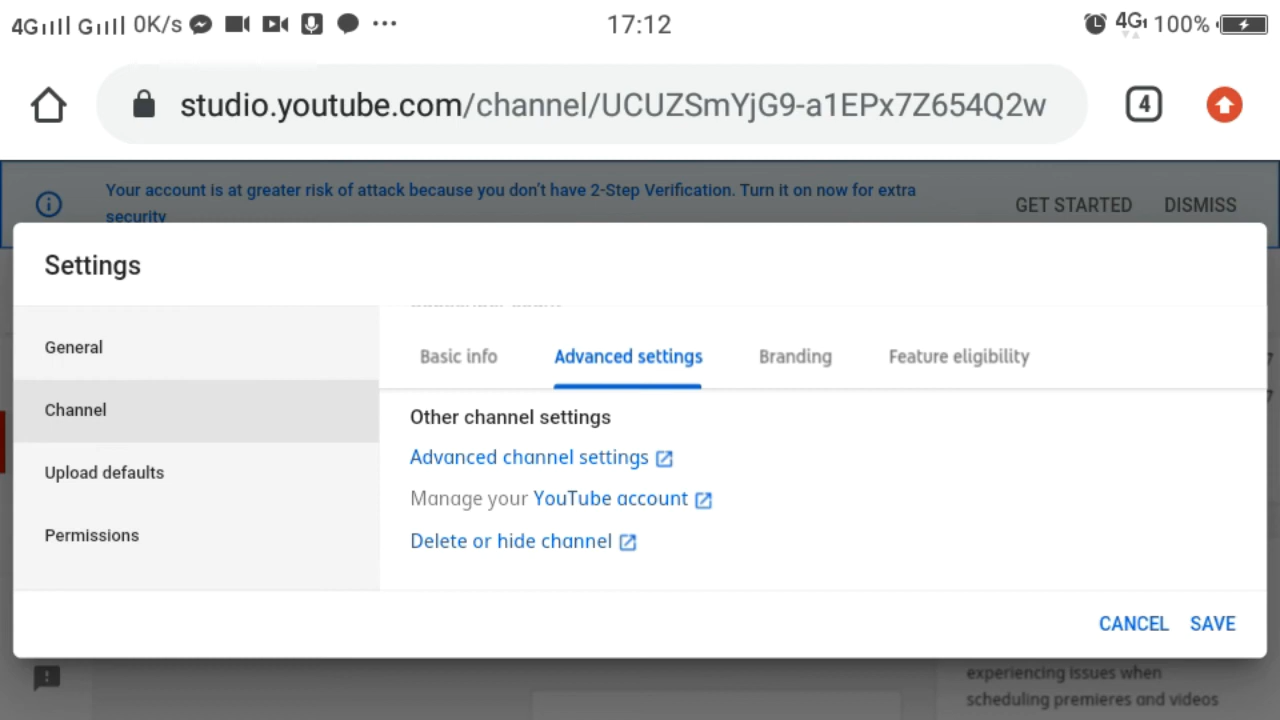 4G G 0K/s 17:12 4G 100%
studio.youtube.com/channel/UCUZSmYjG9-a1EPx7Z654Q2w 4
Your account is at greater risk of attack because you don't have 2-Step Verification. Turn it on now for extra
security
GET STARTED DISMISS
Settings
General
Channel
Upload defaults
Permissions
Basic info Advanced settings Branding Feature eligibility
Other channel settings
Advanced channel settings
Manage your YouTube account
Delete or hide channel
CANCEL SAVE
experiencing issues when
scheduling premieres and videos